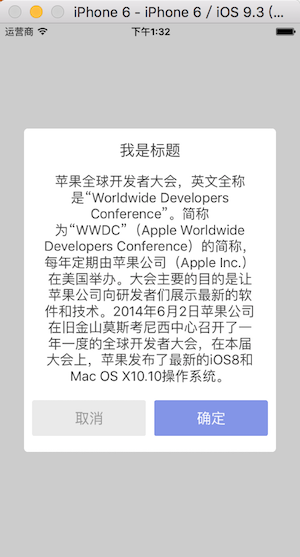 iPhone 6 - iPhone 6 / iOS 9.3 (...
运营商 下午1:32
我是标题
苹果全球开发者大会，英文全称
是“Worldwide Developers
Conference”。简称
为“WWDC”（Apple Worldwide
Developers Conference）的简称，
每年定期由苹果公司（Apple Inc.）
在美国举办。大会主要的目的是让
苹果公司向研发者们展示最新的软
件和技术。2014年6月2日苹果公司
在旧金山莫斯考尼西中心召开了一
年一度的全球开发者大会，在本届
大会上，苹果发布了最新的iOS8和
Mac OS X10.10操作系统。
取消 确定